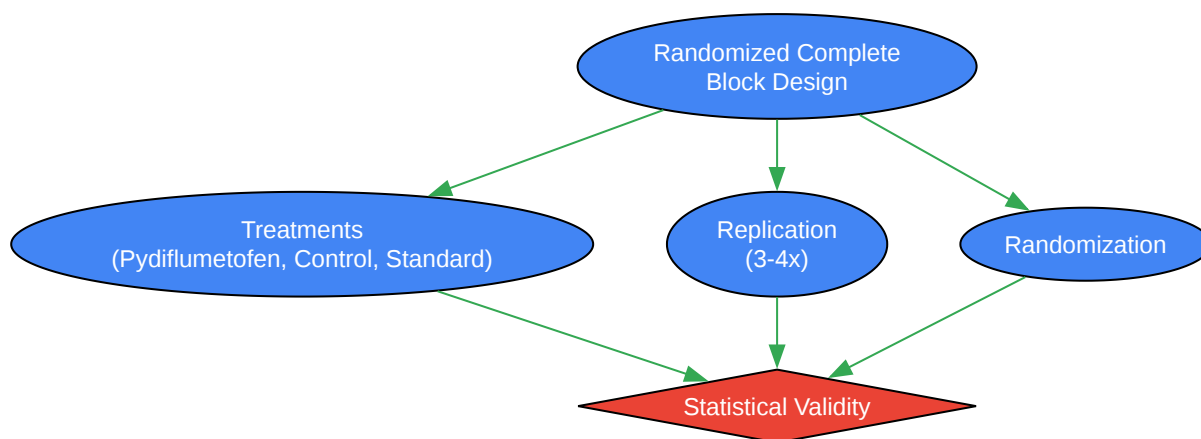 Randomized Complete
Block Design
Treatments
(Pydiflumetofen, Control, Standard)
Replication
(3-4x)
Randomization
Statistical Validity